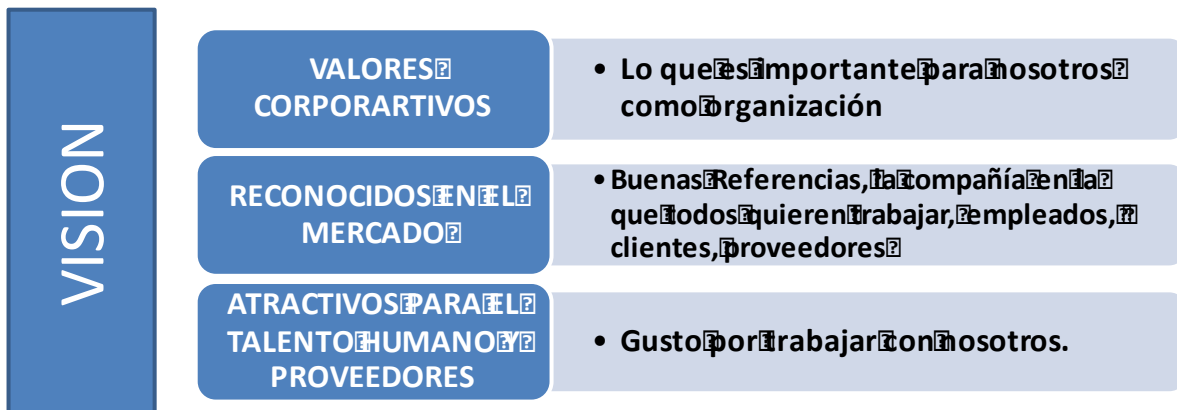 VISION
VALORES
CORPORARTIVOS
• Lo que es importante para nosotros
como organización
RECONOCIDOS EN EL
MERCADO
• Buenas Referencias, la compañía en la
que todos quieren trabajar, empleados,
clientes, proveedores
ATRACTIVOS PARA EL
TALENTO HUMANO Y
PROVEEDORES
• Gusto por trabajar con nosotros.